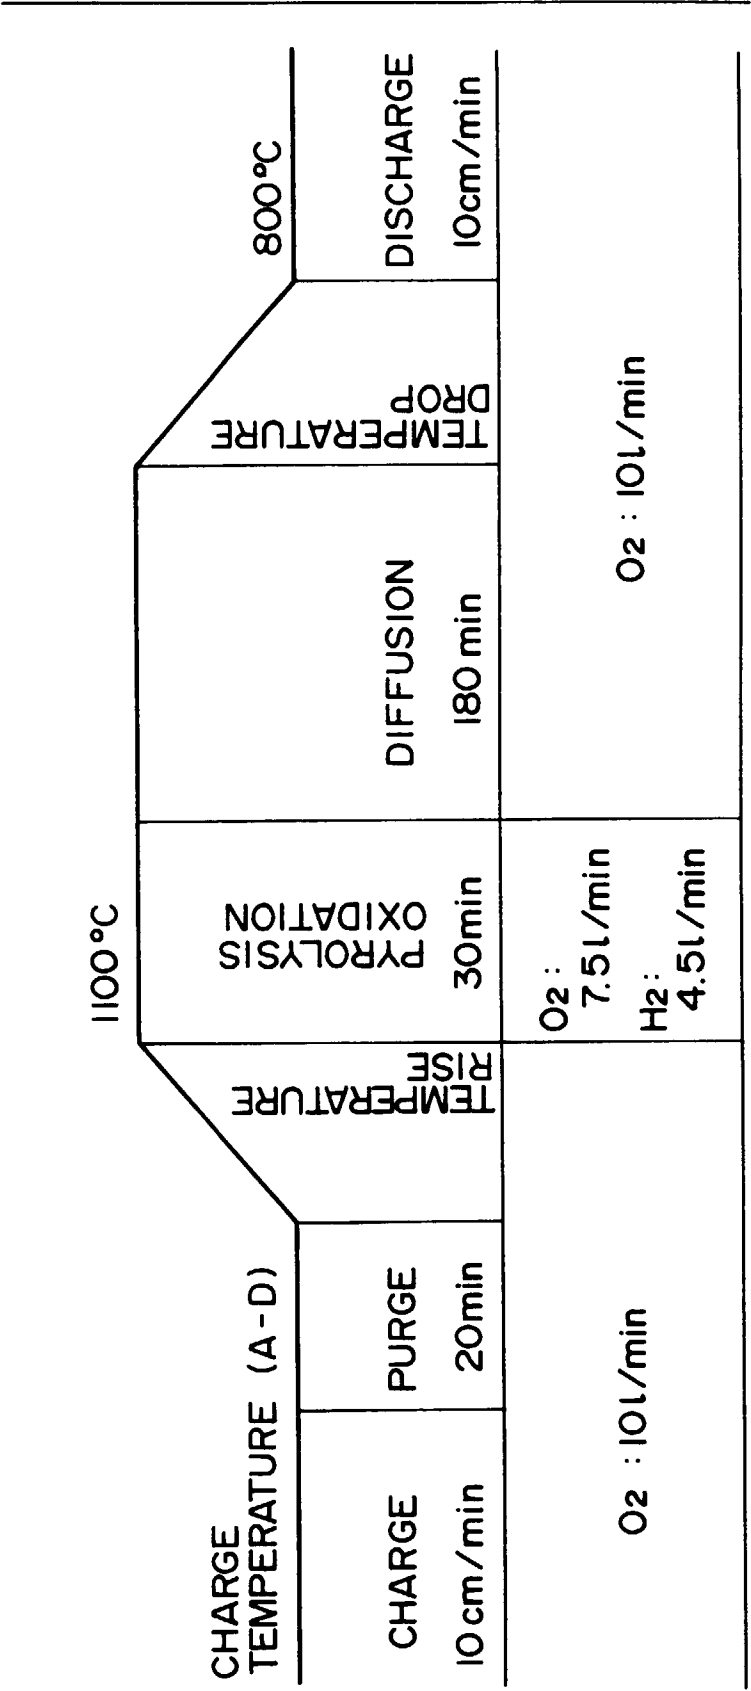 1100°C
800°C
CHARGE
TEMPERATURE (A-D)
CHARGE
10cm/min
PURGE
20min
TEMPERATURE
RISE
PYROLYSIS
OXIDATION
30min
DIFFUSION
180min
TEMPERATURE
DROP
DISCHARGE
10cm/min
O2 : 10l/min
O2 :
7.5l/min
H2 :
4.5l/min
O2 : 10l/min